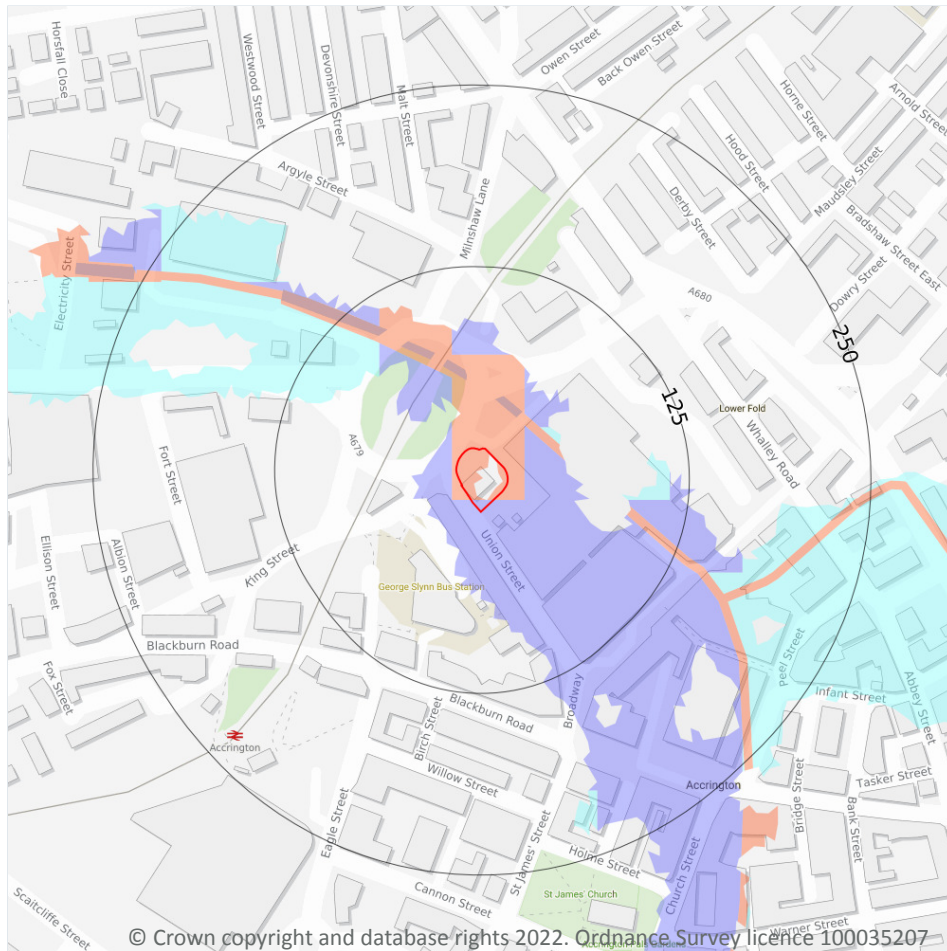 Horsfall Close
Westwood Street
Devonshire Street
Malt Street
Owen Street
Back Owen Street
Horne Street
Arnold Street
Hood Street
Maudsley Street
Argyle Street
Milnshaw Lane
Derby Street
Bradshaw Street East
Dowry Street
Electricity Street
A680
250
125
Lower Fold
Whalley Road
Fort Street
A679
Union Street
King Street
Ellison Street
Albion Street
George Slynn Bus Station
Blackburn Road
Fox Street
Peel Street
Infant Street
Abbey Street
Broadway
Blackburn Road
Birch Street
Accrington
Willow Street
Accrington
Tasker Street
Bridge Street
Bank Street
Eagle Street
St James' Street
Holme Street
Church Street
Cannon Street
St James' Church
Scaitcliffe Street
Warner Street
© Crown copyright and database rights 2022. Ordnance Survey licence 100035207